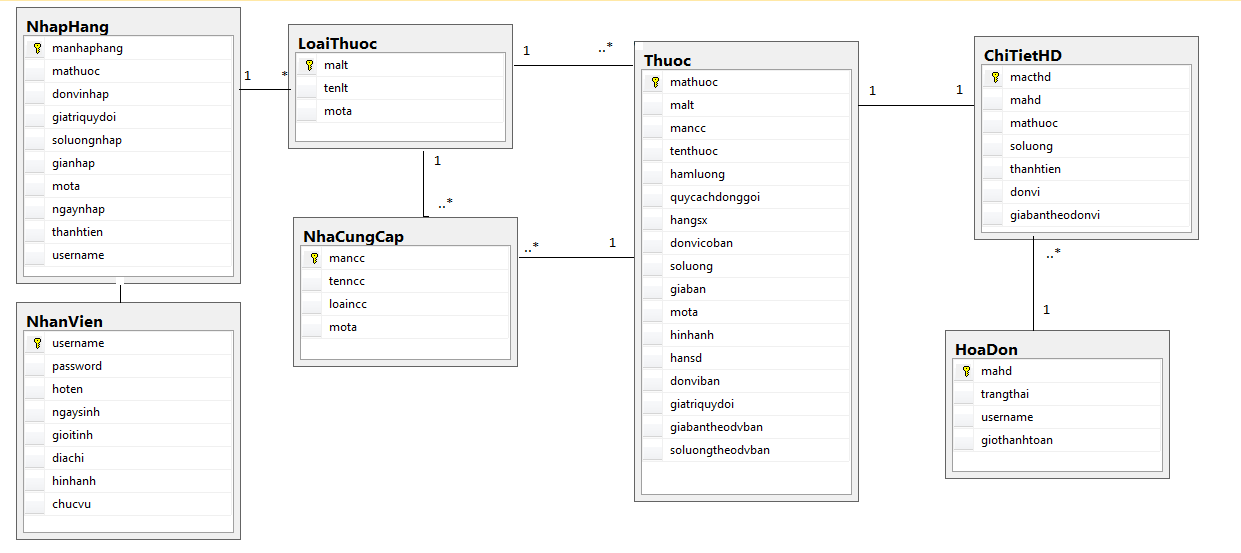 NhapHang
manhaphang
mathuoc
donvinhap
giatriquydoi
soluongnhap
gianhap
mota
ngaynhap
thanhtien
username
1
*
NhanVien
username
password
hoten
ngaysinh
gioitinh
diachi
hinhanh
chucvu
LoaiThuoc
malt
tenlt
mota
1
..*
1
..*
NhaCungCap
mancc
tenncc
loaincc
mota
..*
1
Thuoc
mathuoc
malt
mancc
tenthuoc
hamluong
quycachdonggoi
hangsx
donvicoban
soluong
giaban
mota
hinhanh
hansd
donviban
giatriquydoi
giabantheodvban
soluongtheodvban
1
1
ChiTietHD
macthd
mahd
mathuoc
soluong
thanhtien
donvi
giabantheodonvi
..*
1
HoaDon
mahd
trangthai
username
giothanhtoan